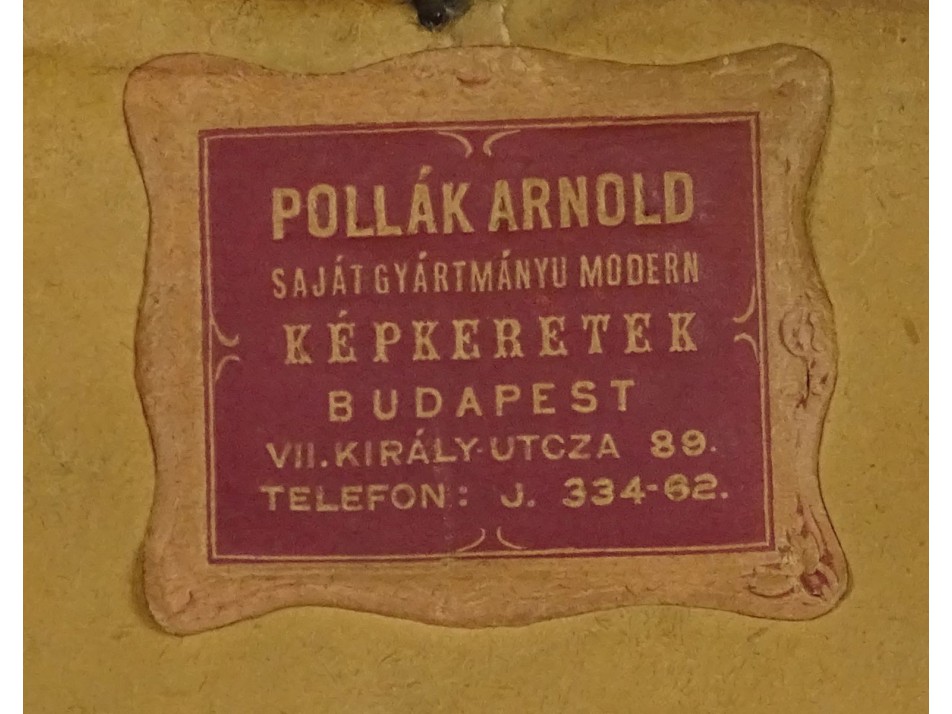 POLLÁK ARNOLD
SAJÁT GYÁRTMÁNYU MODERN
KÉPKERETEK
BUDAPEST
VII. KIRÁLY-UTCZA 89.
TELEFON: J. 334-62.